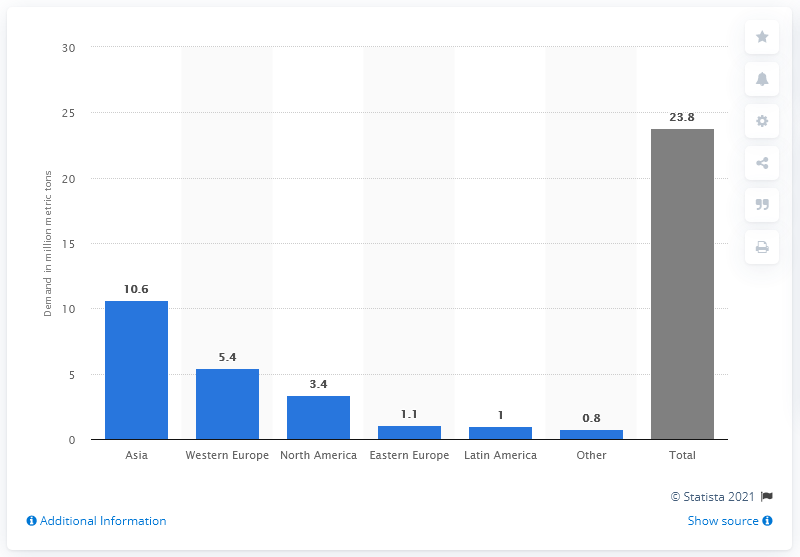 30
25
20
15
10
5
0
Demand in million metric tons
10.6
5.4
3.4
1.1
1
0.8
23.8
Asia
Western Europe
North America
Eastern Europe
Latin America
Other
Total
© Statista 2021
Additional Information
Show source